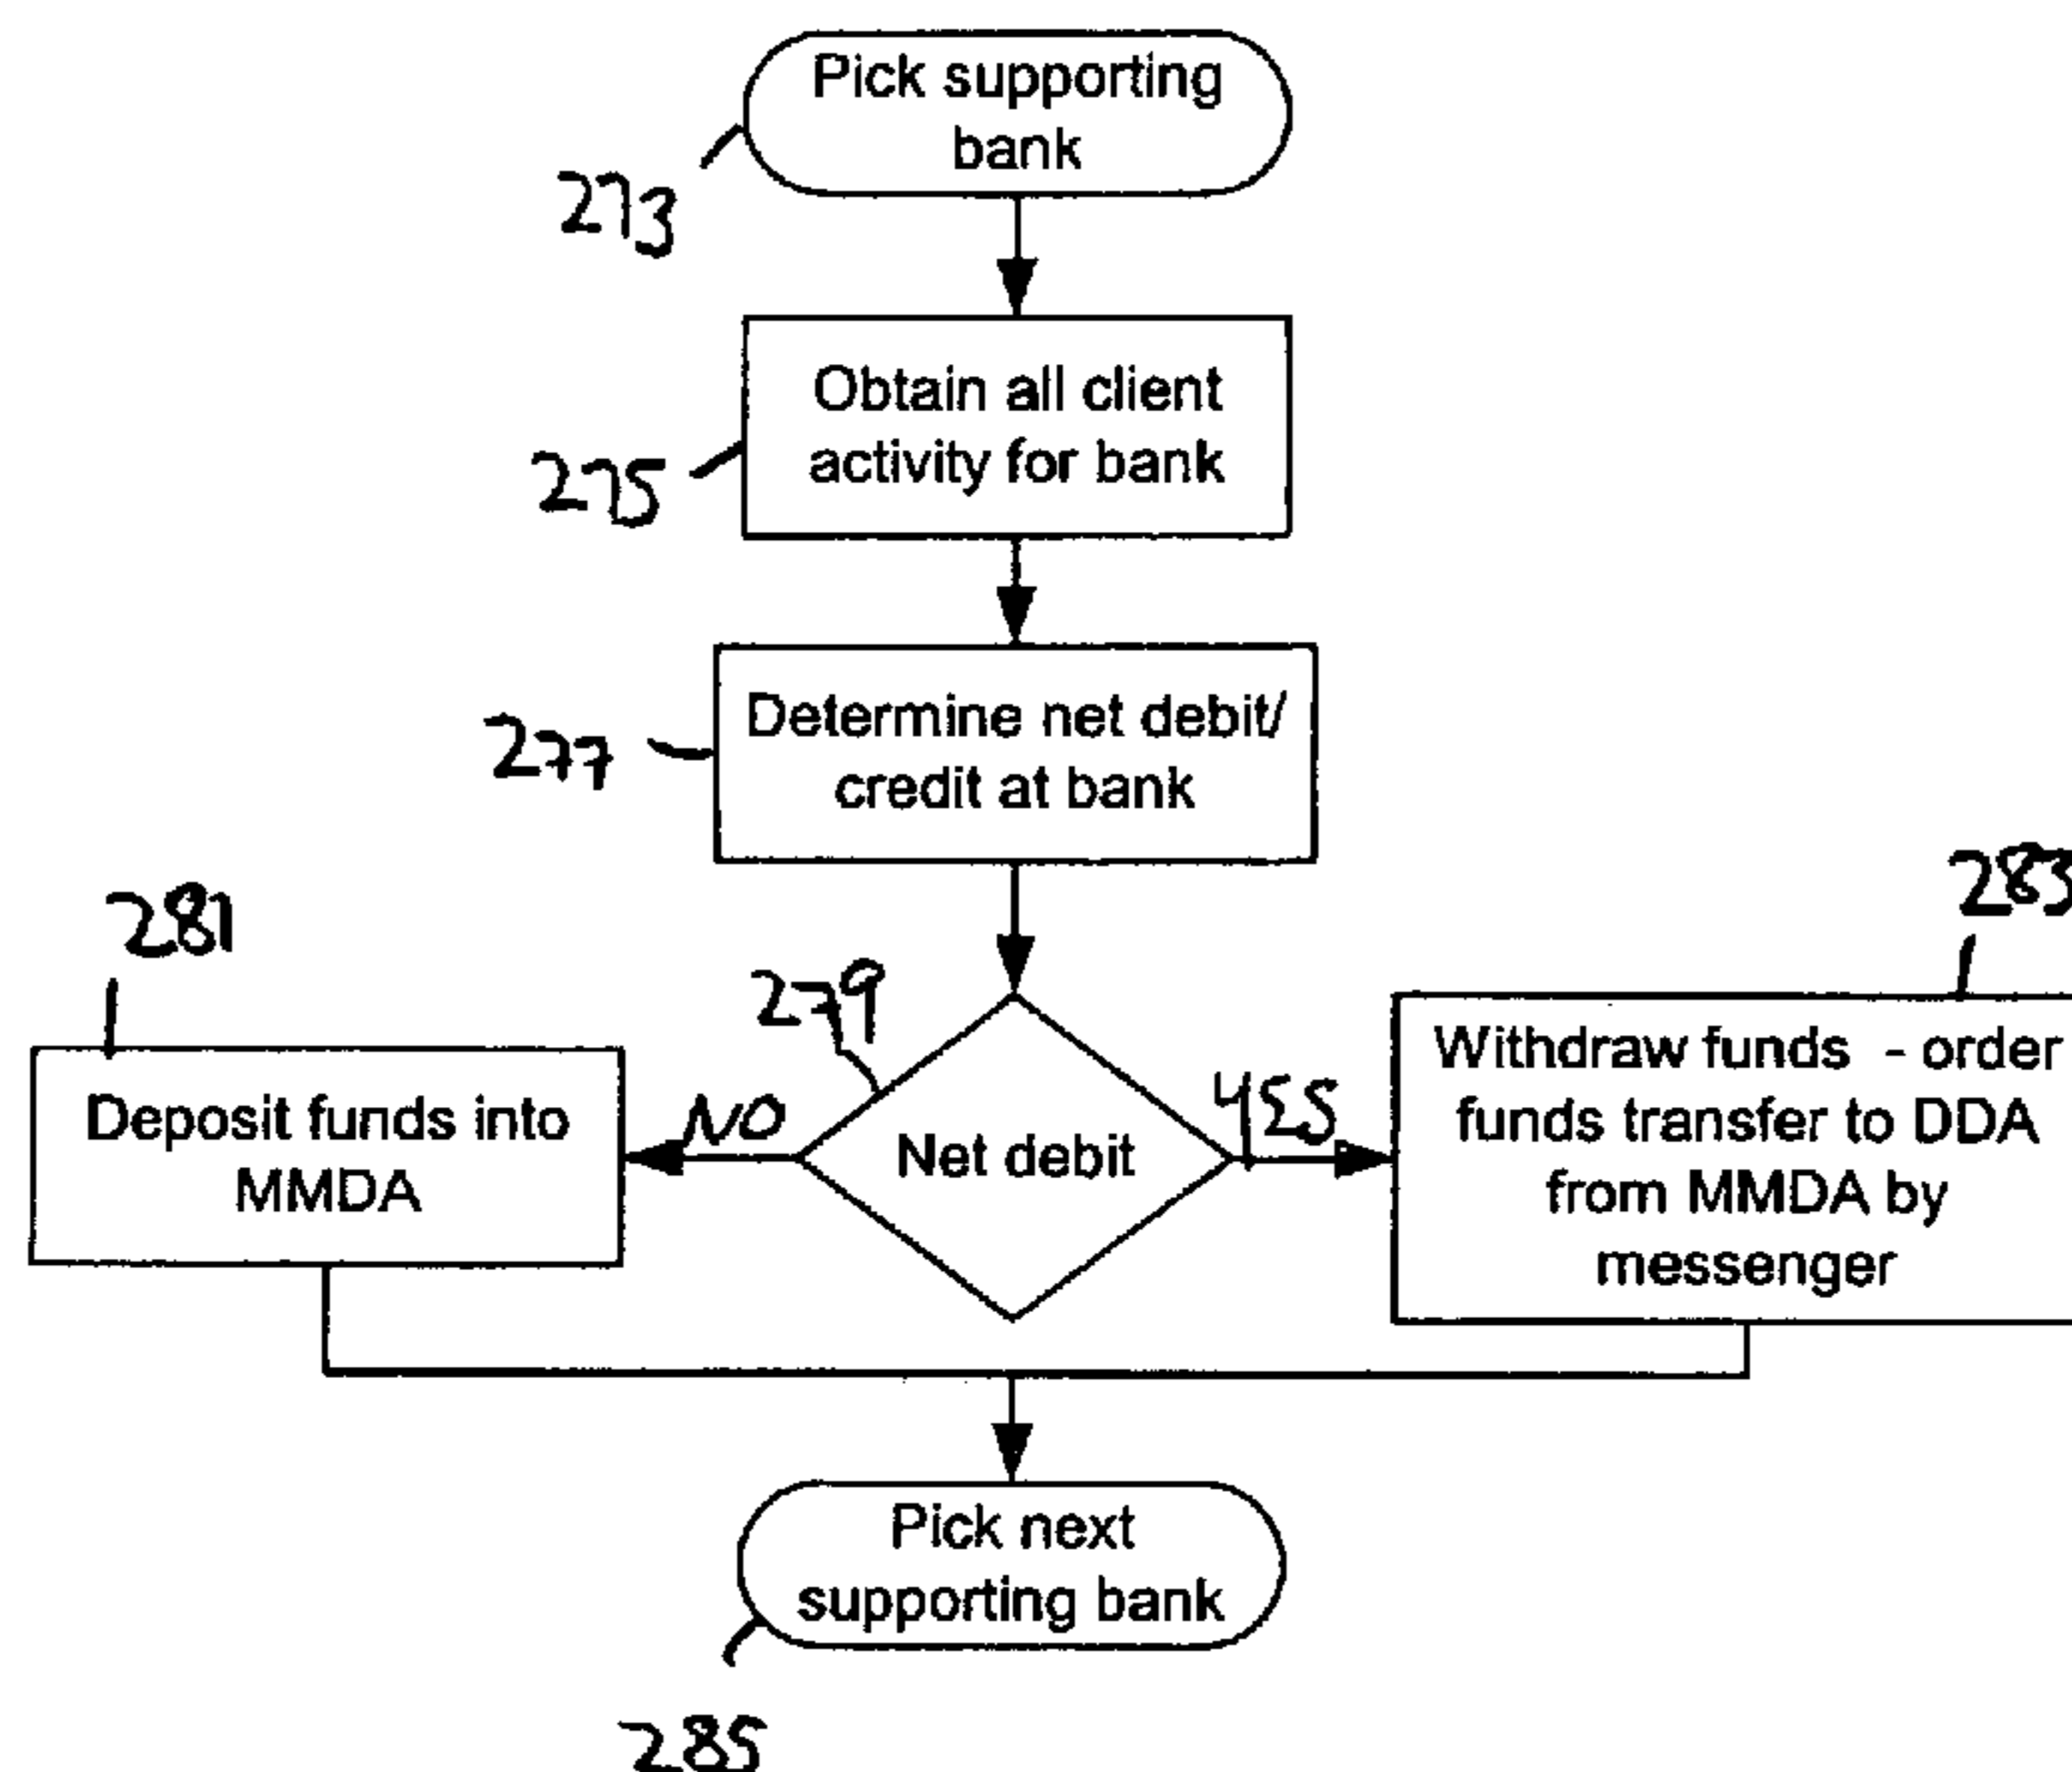 Pick supporting
bank
273
Obtain all client
activity for bank
275
Determine net debit/
credit at bank
277
281
Deposit funds into
MMDA
NO
279
Net debit
YES
283
Withdraw funds - order
funds transfer to DDA
from MMDA by
messenger
Pick next
supporting bank
285